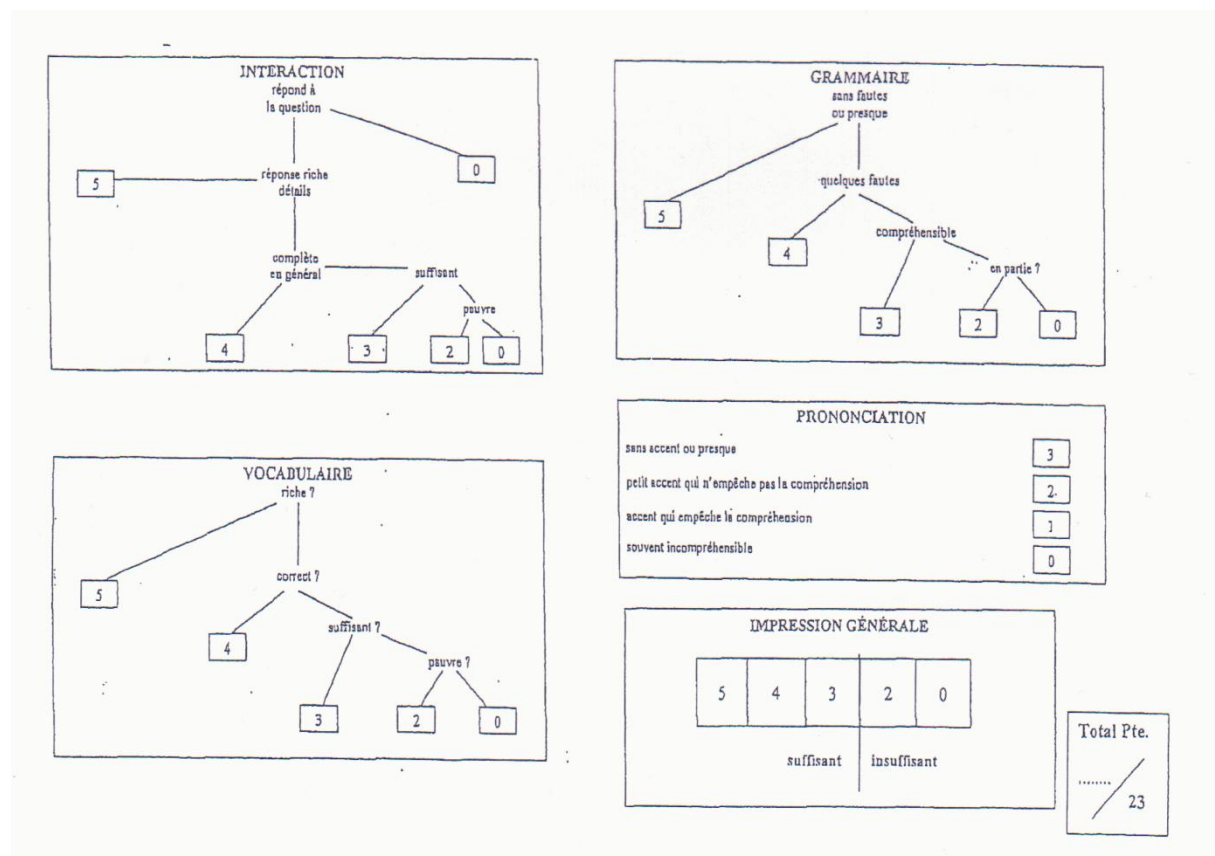 INTERACTION
répond à
la question
0
5
réponse riche
détails
complète
en général
suffisant
pauvre
4
3
2
0
GRAMMAIRE
sans fautes
ou presque
5
quelques fautes
4
compréhensible
en partie ?
3
2
0
VOCABULAIRE
riche ?
5
correct ?
4
suffisant ?
pauvre ?
3
2
0
PRONONCIATION
sans accent ou presque
3
petit accent qui n'empêche pas la compréhension
2
accent qui empêche la compréhension
1
souvent incompréhensible
0
IMPRESSION GÉNÉRALE
5 4 3 2 0
suffisant insuffisant
Total Pte.
........ / 23